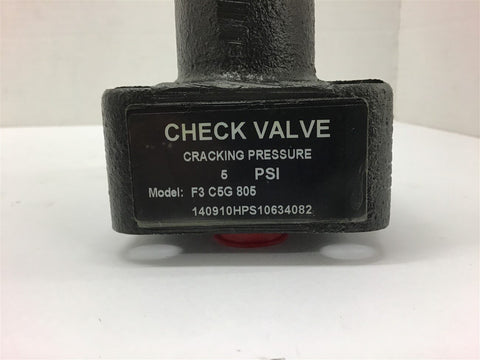 CHECK VALVE
CRACKING PRESSURE
5 PSI
Model: F3 C5G 805
140910HPS10634082